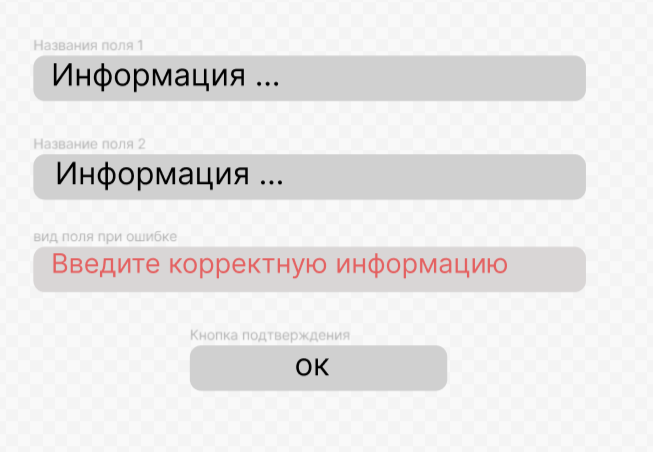 Названия поля 1
Информация ...
Название поля 2
Информация ...
вид поля при ошибке
Введите корректную информацию
Кнопка подтверждения
ок